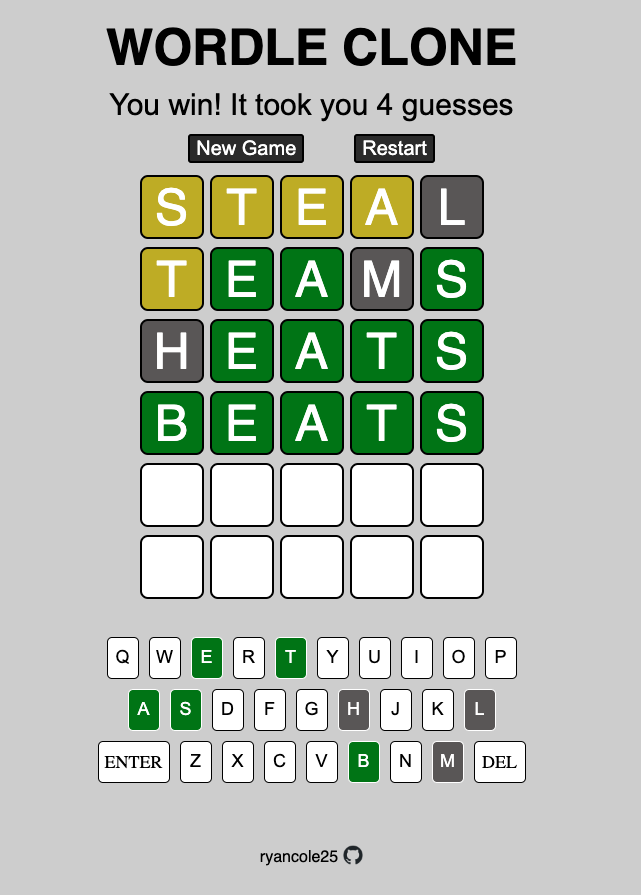 WORDLE CLONE
You win! It took you 4 guesses
New Game Restart
S T E A L
T E A M S
H E A T S
B E A T S
Q W E R T Y U I O P
A S D F G H J K L
ENTER Z X C V B N M DEL
ryancole25